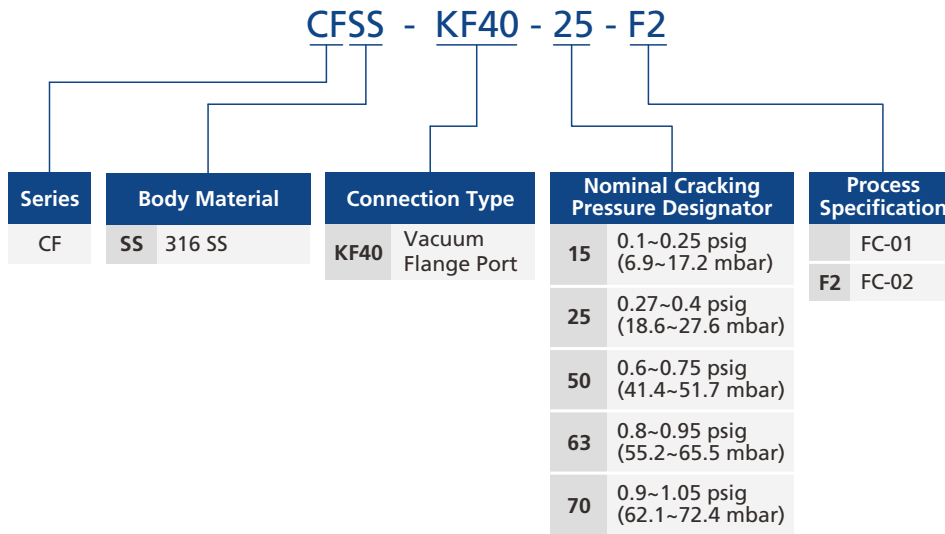 CFSS - KF40 - 25 - F2
Series
CF
Body Material
SS 316 SS
Connection Type
KF40 Vacuum
Flange Port
Nominal Cracking
Pressure Designator
15 0.1~0.25 psig
(6.9~17.2 mbar)
25 0.27~0.4 psig
(18.6~27.6 mbar)
50 0.6~0.75 psig
(41.4~51.7 mbar)
63 0.8~0.95 psig
(55.2~65.5 mbar)
70 0.9~1.05 psig
(62.1~72.4 mbar)
Process
Specification
FC-01
F2 FC-02